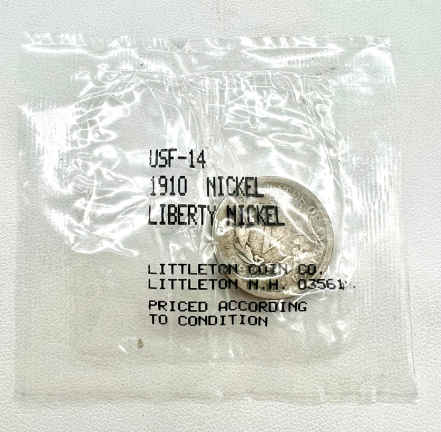 USF-14
1910 NICKEL
LIBERTY NICKEL
LITTLETON COIN CO.
LITTLETON N.H. 03561
PRICED ACCORDING
TO CONDITION